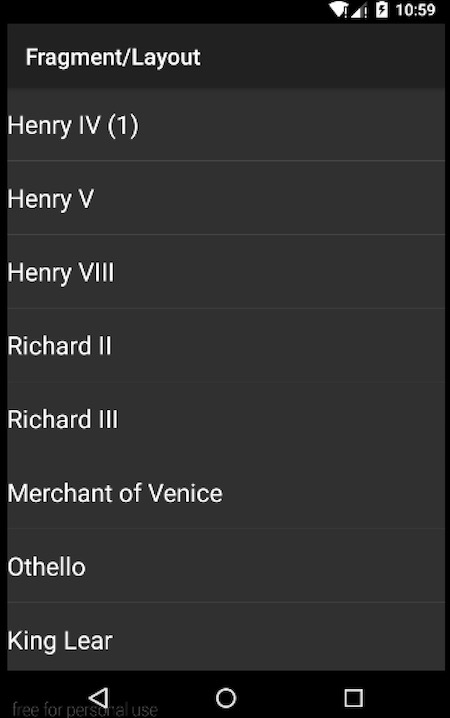 10:59
Fragment/Layout
Henry IV (1)
Henry V
Henry VIII
Richard II
Richard III
Merchant of Venice
Othello
King Lear
free for personal use